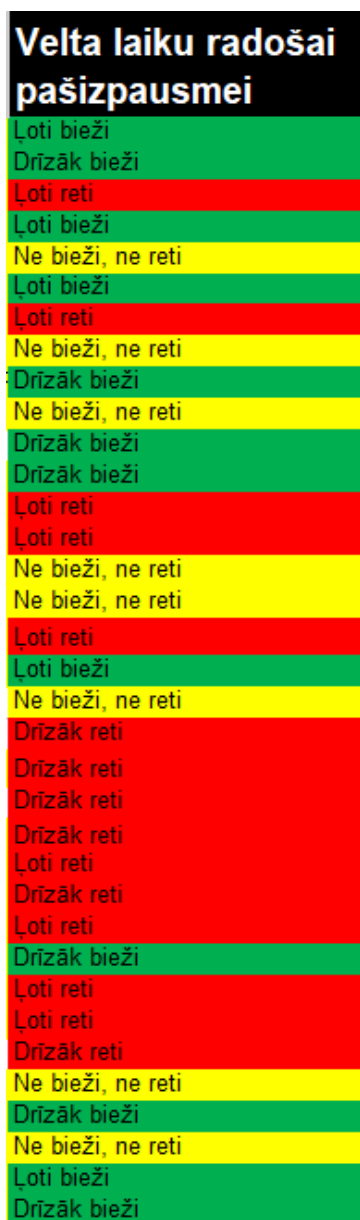 Velta laiku radošai
pašizpausmei
Ļoti bieži
Drīzāk bieži
Ļoti reti
Ļoti bieži
Ne bieži, ne reti
Ļoti bieži
Ļoti reti
Ne bieži, ne reti
Drīzāk bieži
Ne bieži, ne reti
Drīzāk bieži
Drīzāk bieži
Ļoti reti
Ļoti reti
Ne bieži, ne reti
Ne bieži, ne reti
Ļoti reti
Ļoti bieži
Ne bieži, ne reti
Drīzāk reti
Drīzāk reti
Drīzāk reti
Drīzāk reti
Ļoti reti
Drīzāk reti
Ļoti reti
Drīzāk bieži
Ļoti reti
Ļoti reti
Drīzāk reti
Ne bieži, ne reti
Drīzāk bieži
Ne bieži, ne reti
Ļoti bieži
Drīzāk bieži